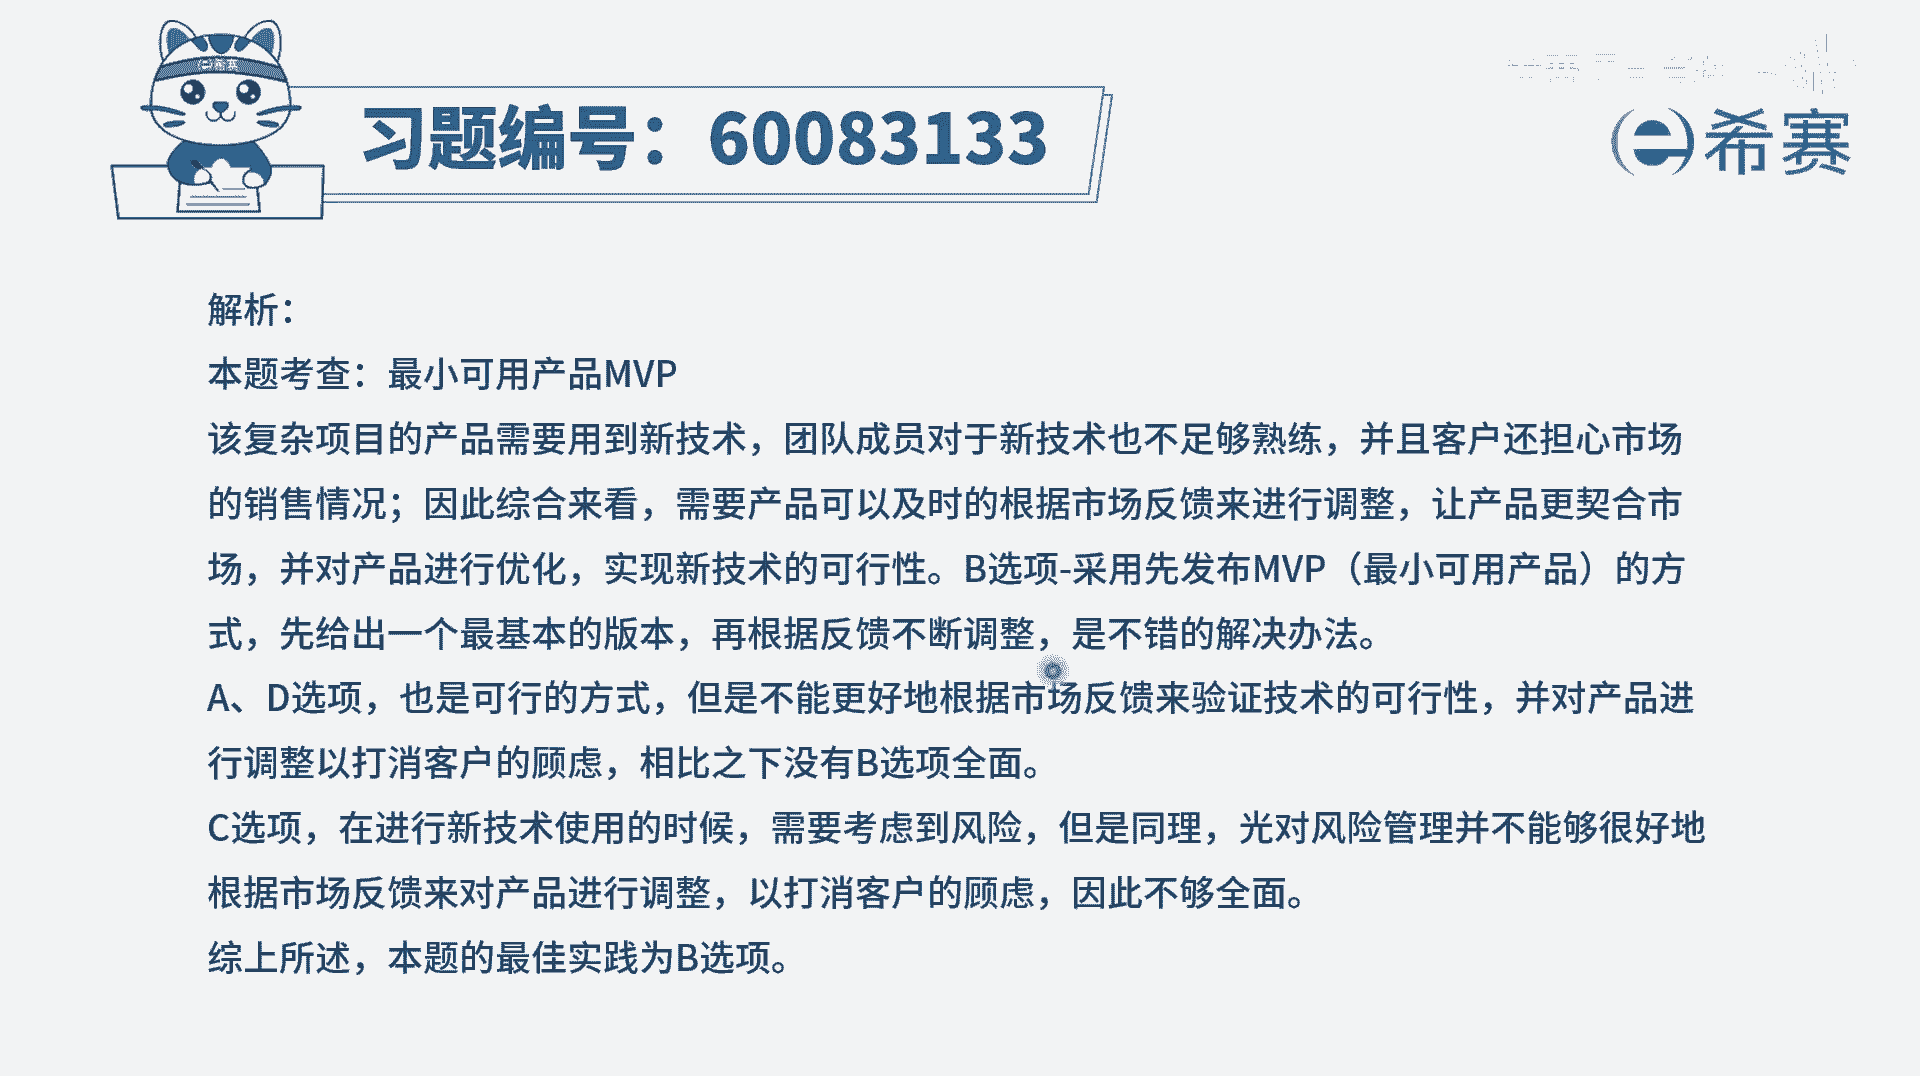 e希赛
习题编号：60083133
e希赛
解析：
本题考查：最小可用产品MVP
该复杂项目的产品需要用到新技术，团队成员对于新技术也不足够熟练，并且客户还担心市场
的销售情况；因此综合来看，需要产品可以及时的根据市场反馈来进行调整，让产品更契合市
场，并对产品进行优化，实现新技术的可行性。B选项-采用先发布MVP（最小可用产品）的方
式，先给出一个最基本的版本，再根据反馈不断调整，是不错的解决办法。
A、D选项，也是可行的方式，但是不能更好地根据市场反馈来验证技术的可行性，并对产品进
行调整以打消客户的顾虑，相比之下没有B选项全面。
C选项，在进行新技术使用的时候，需要考虑到风险，但是同理，光对风险管理并不能够很好地
根据市场反馈来对产品进行调整，以打消客户的顾虑，因此不够全面。
综上所述，本题的最佳实践为B选项。